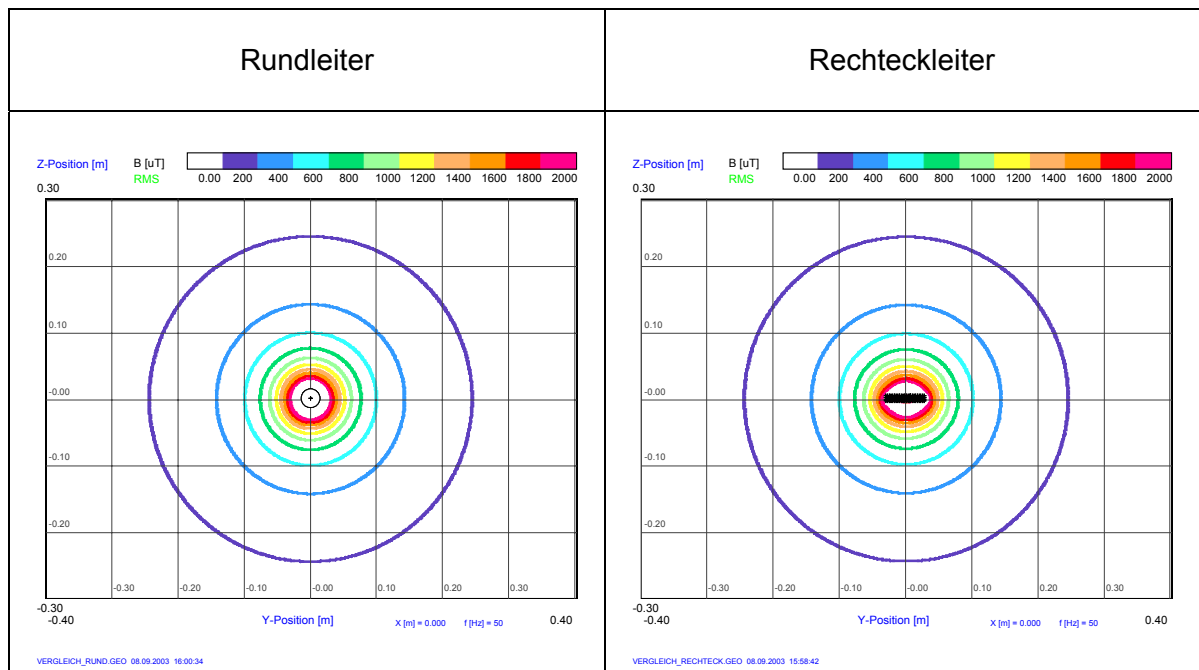 Rundleiter
Rechteckleiter
Z-Position [m] B [uT]
RMS
0.00 200 400 600 800 1000 1200 1400 1600 1800 2000
0.30
0.20
0.10
-0.00
-0.10
-0.20
-0.30 -0.20 -0.10 -0.00 0.10 0.20 0.30
-0.30
-0.40 Y-Position [m] X [m] = 0.000 f [Hz] = 50 0.40
VERGLEICH_RUND.GEO 08.09.2003 16:00:34
Z-Position [m] B [uT]
RMS
0.00 200 400 600 800 1000 1200 1400 1600 1800 2000
0.30
0.20
0.10
-0.00
-0.10
-0.20
-0.30 -0.20 -0.10 -0.00 0.10 0.20 0.30
-0.30
-0.40 Y-Position [m] X [m] = 0.000 f [Hz] = 50 0.40
VERGLEICH_RECHTECK.GEO 08.09.2003 15:58:42